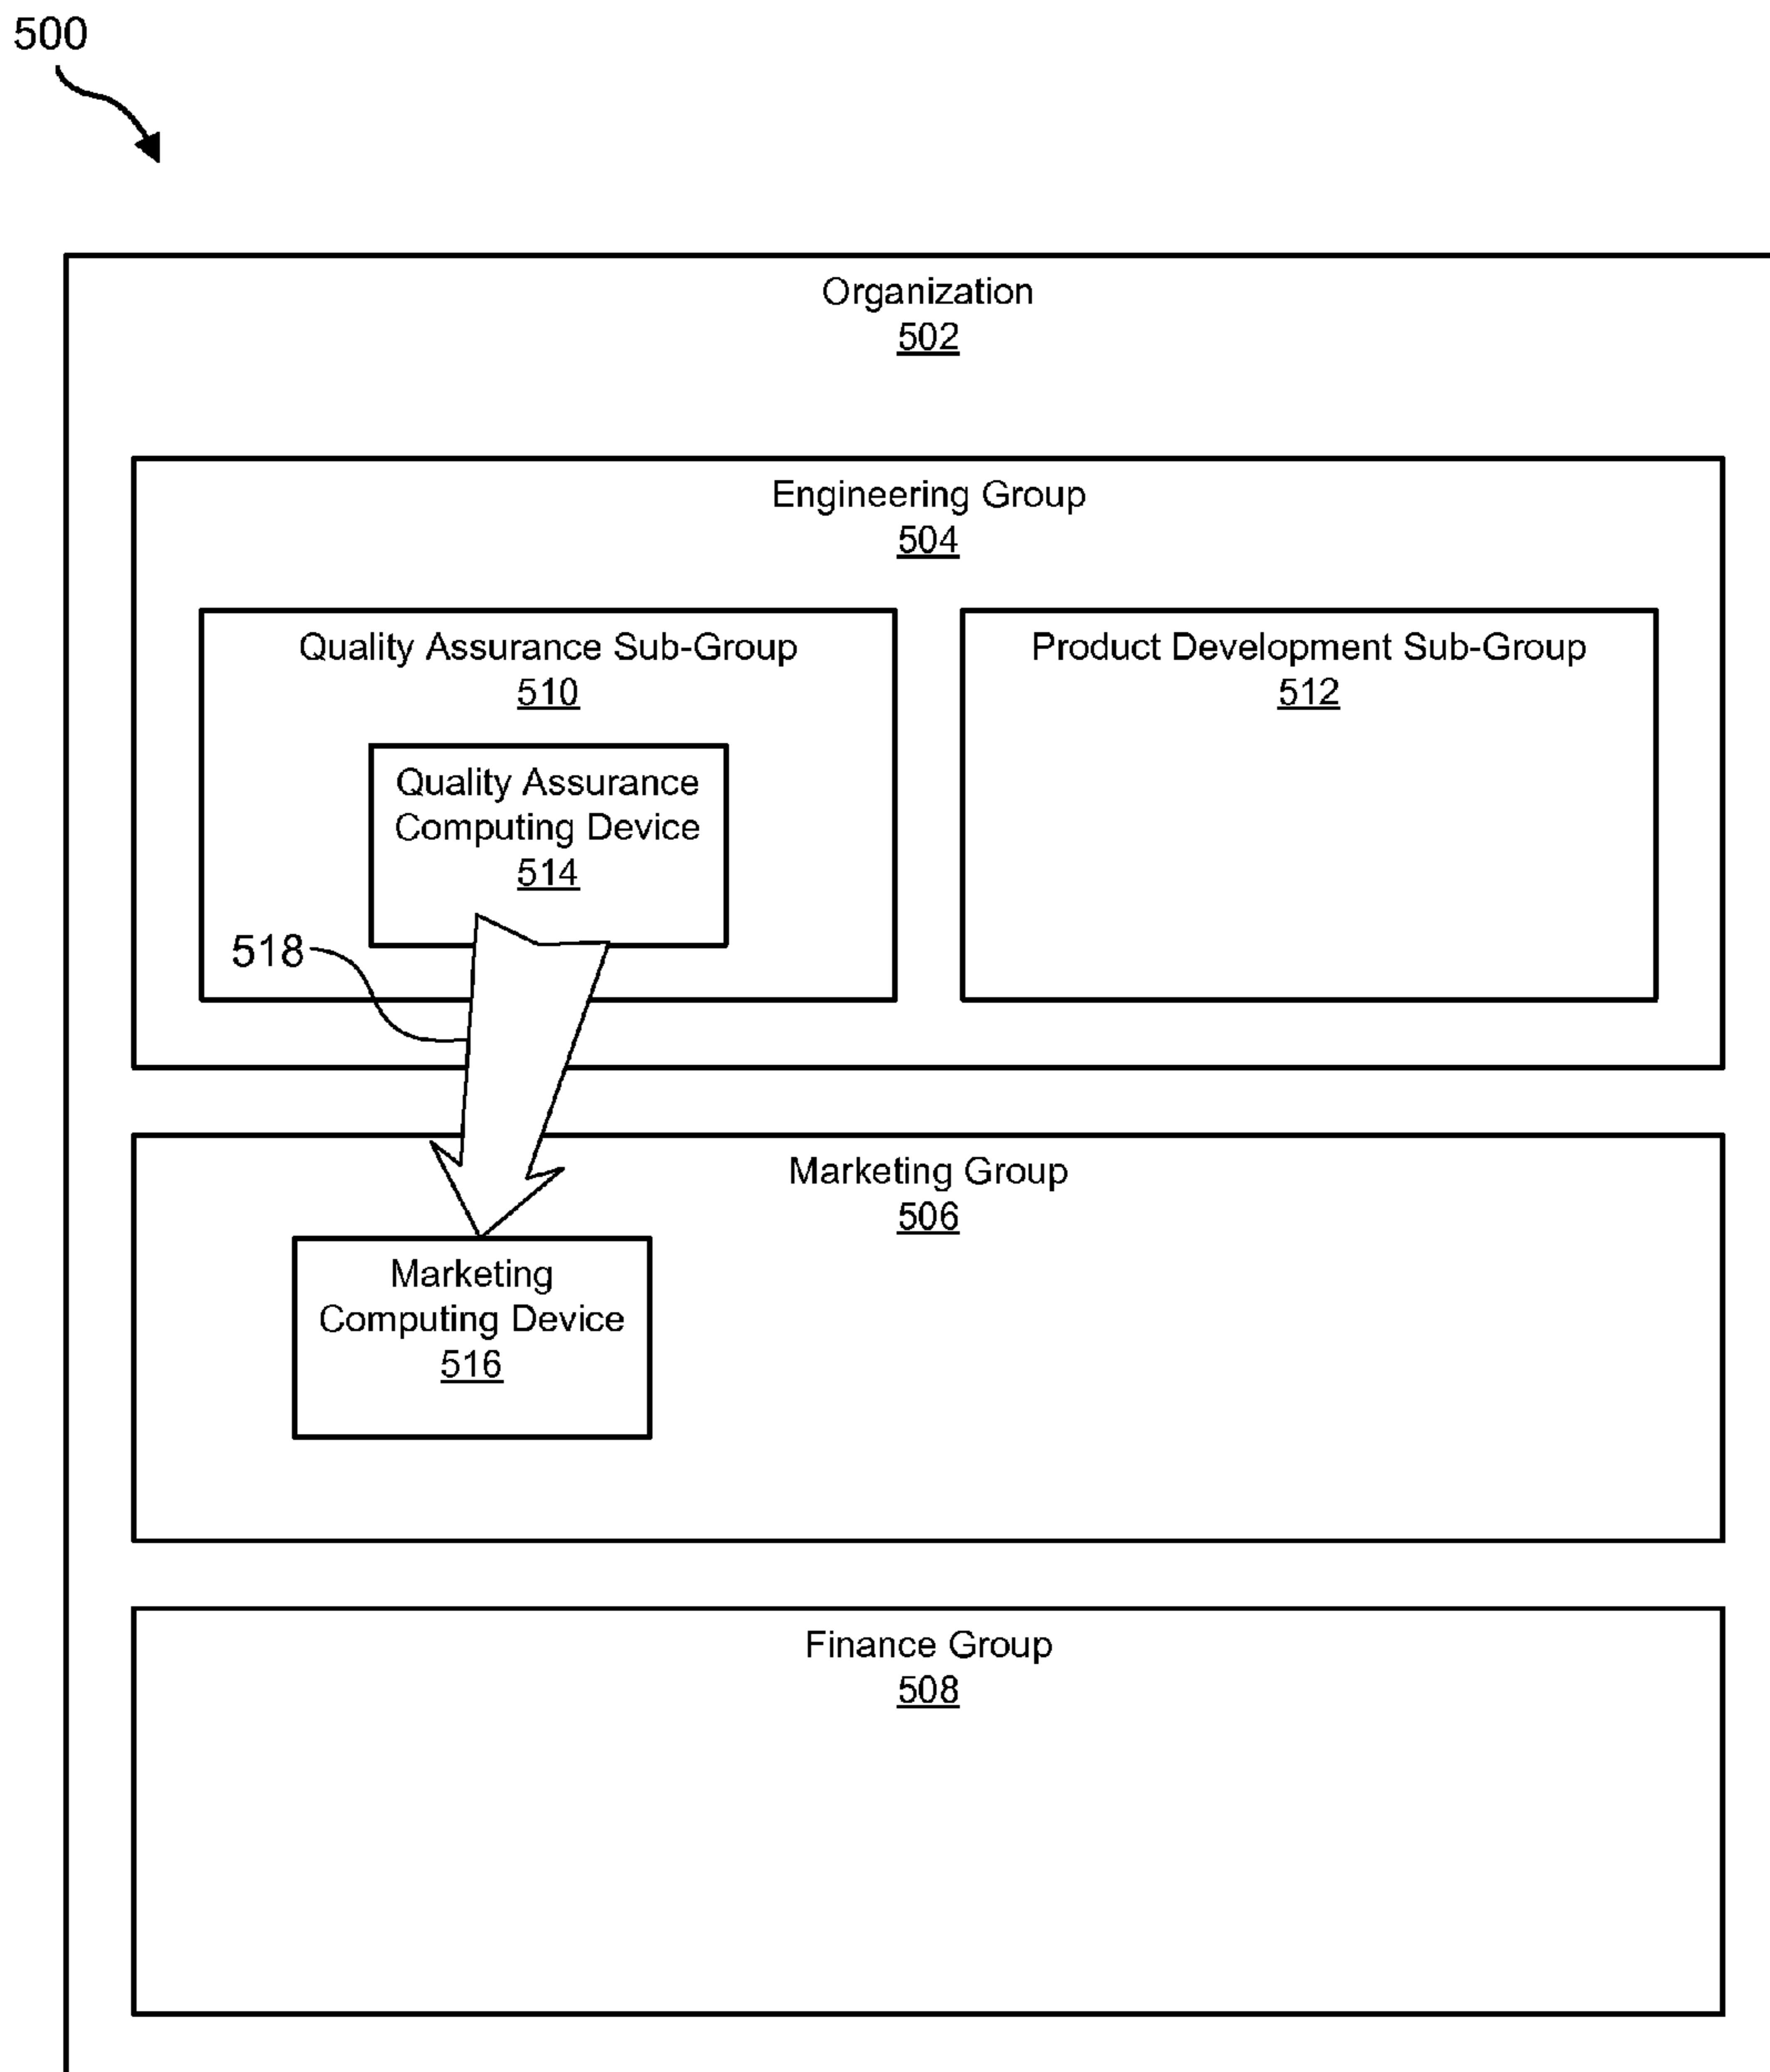 500
Organization
502
Engineering Group
504
Quality Assurance Sub-Group
510
Product Development Sub-Group
512
Quality Assurance
Computing Device
514
518
Marketing Group
506
Marketing
Computing Device
516
Finance Group
508